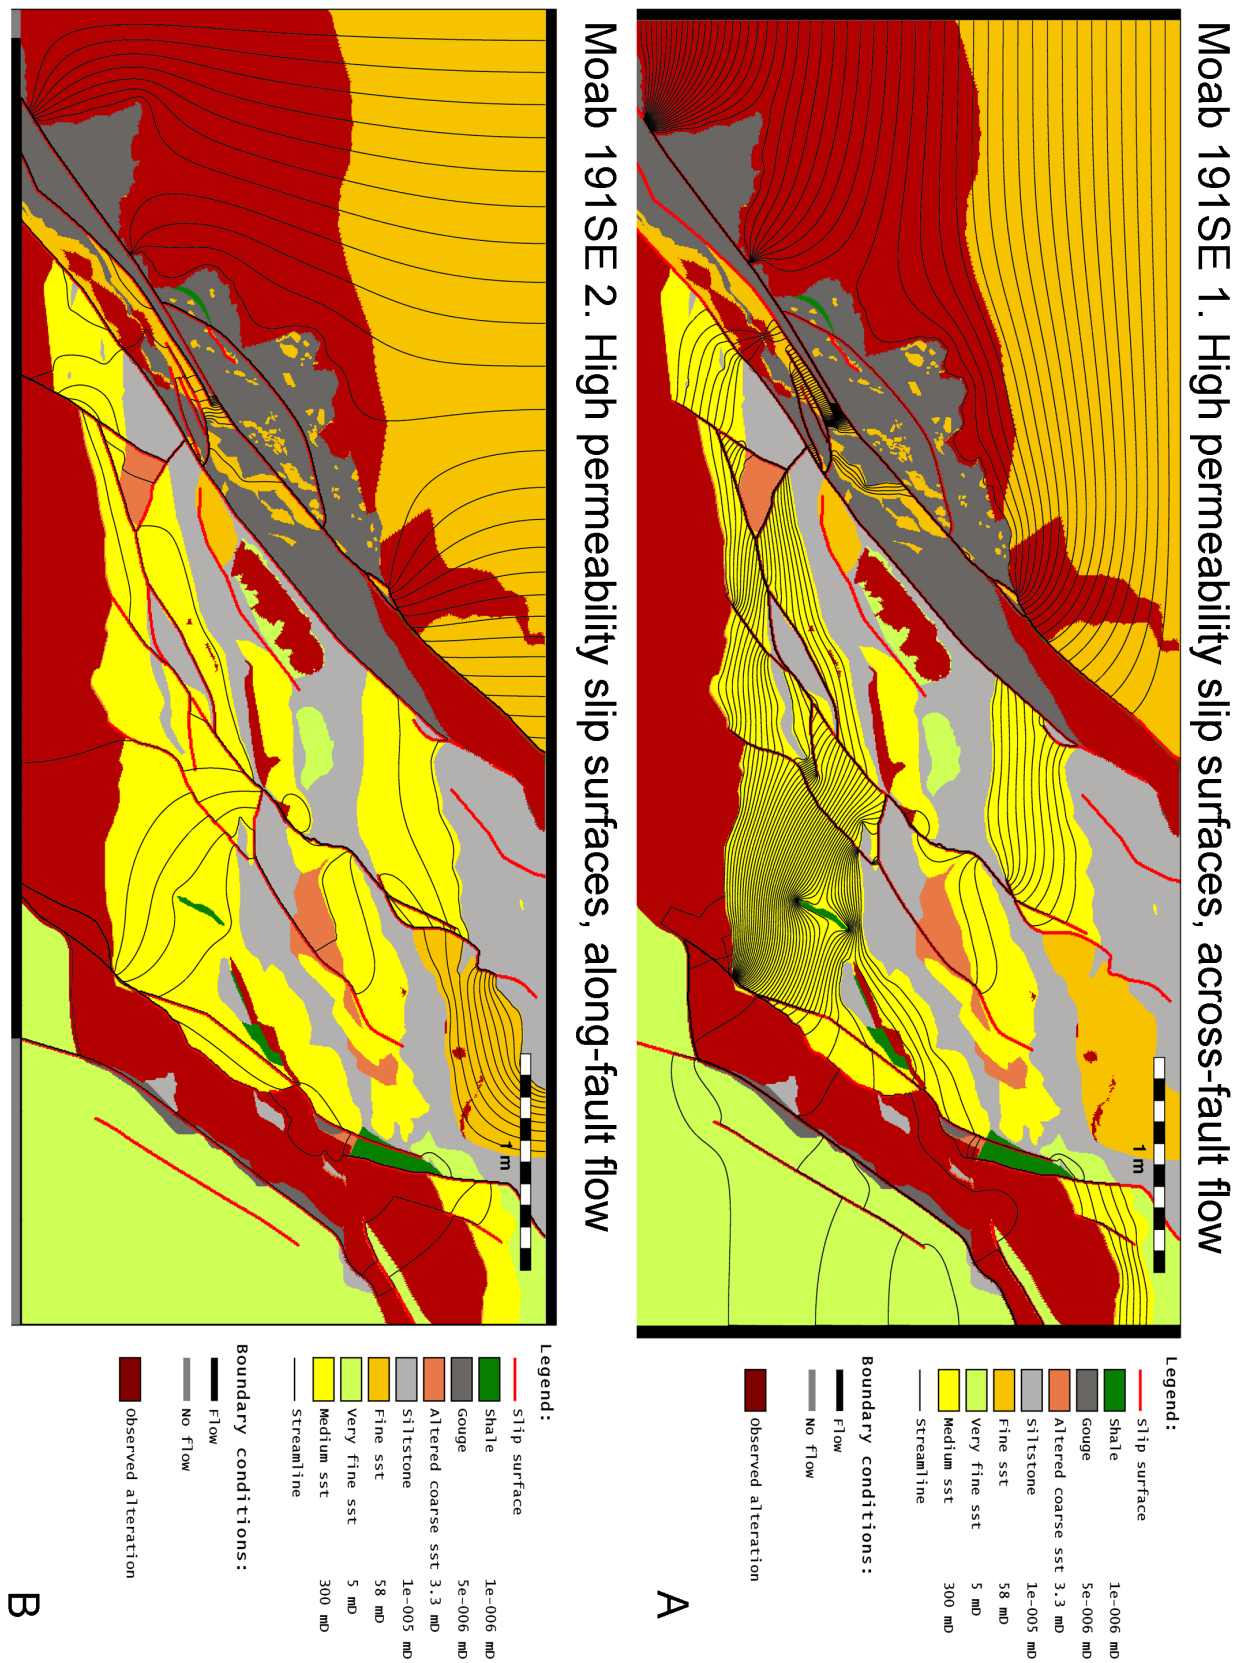 Moab 191SE 1. High permeability slip surfaces, across-fault flow
1 m
Legend:
Slip surface
Shale 1e-006 mD
Gouge 5e-006 mD
Siltstone 1e-005 mD
Altered coarse sst 3.3 mD
Fine sst 58 mD
Very fine sst 5 mD
Medium sst 300 mD
Streamline
Boundary conditions:
Flow
No flow
Observed alteration
A
Moab 191SE 2. High permeability slip surfaces, along-fault flow
1 m
Legend:
Slip surface
Shale 1e-006 mD
Gouge 5e-006 mD
Altered coarse sst 3.3 mD
Siltstone 1e-005 mD
Fine sst 58 mD
Very fine sst 5 mD
Medium sst 300 mD
Streamline
Boundary conditions:
Flow
No flow
Observed alteration
B